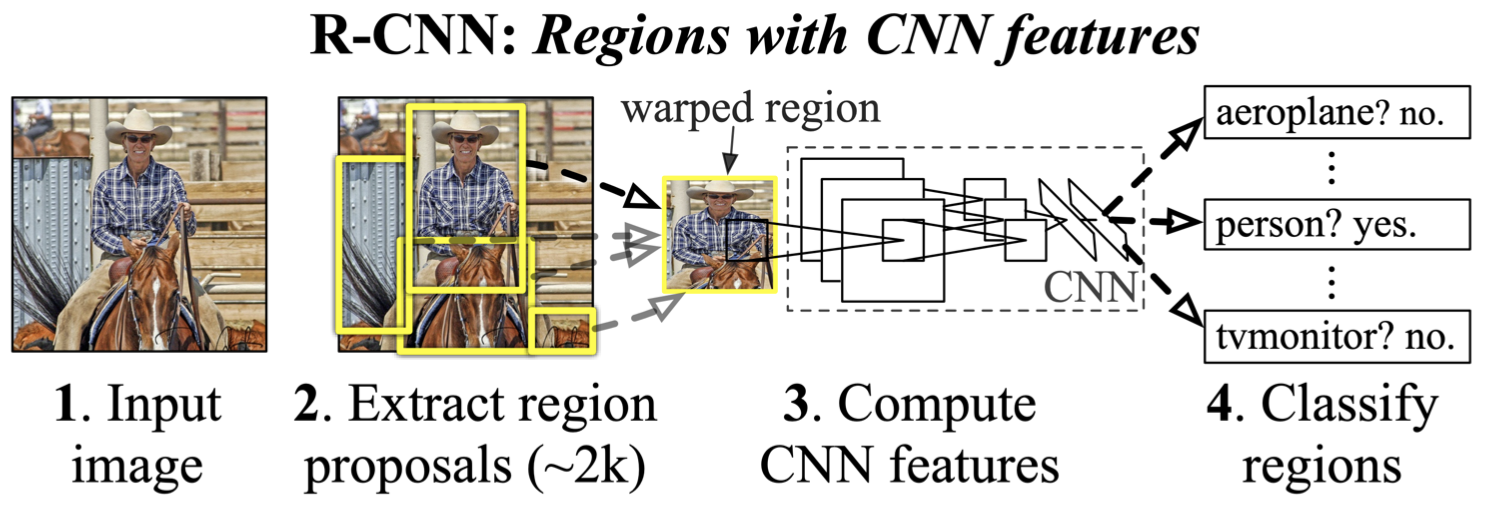 R-CNN: Regions with CNN features
warped region
aeroplane? no.
⋮
person? yes.
⋮
tvmonitor? no.
CNN
1. Input
image
2. Extract region
proposals (~2k)
3. Compute
CNN features
4. Classify
regions